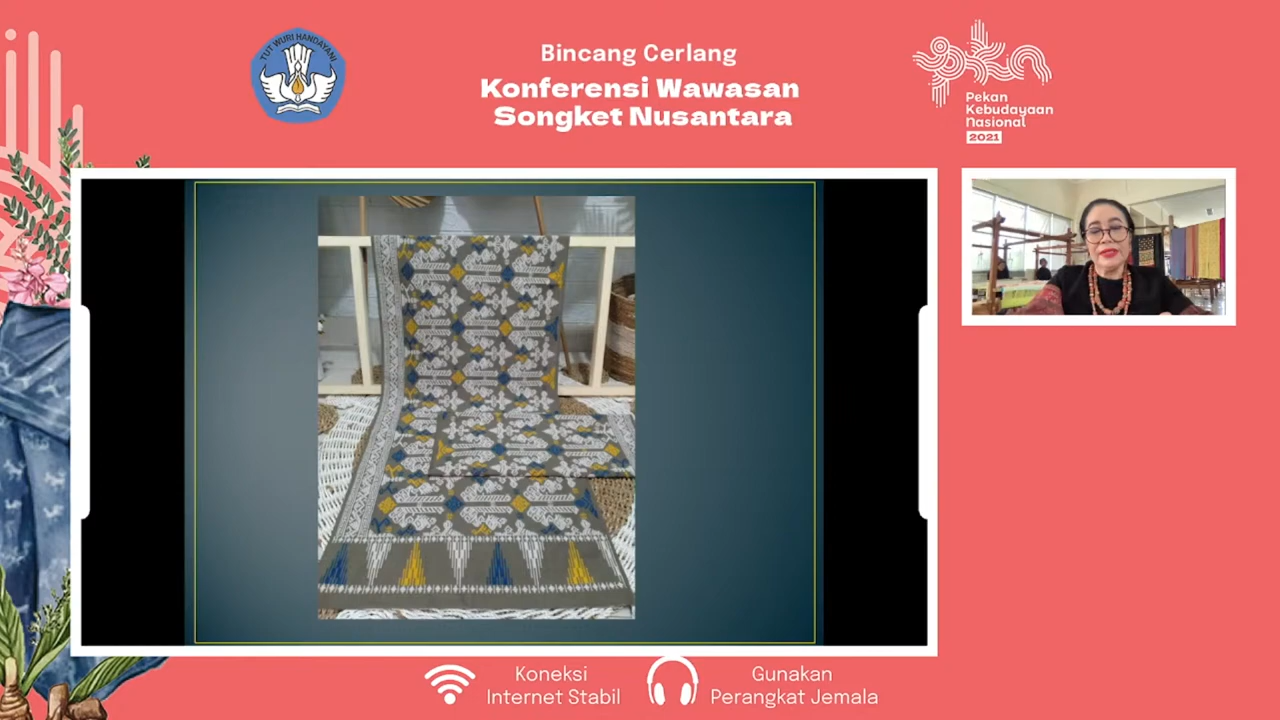 TUT WURI HANDAYANI
Bincang Cerlang
Konferensi Wawasan
Songket Nusantara
pkn
Pekan
Kebudayaan
Nasional
2021
Koneksi
Internet Stabil
Gunakan
Perangkat Jemala